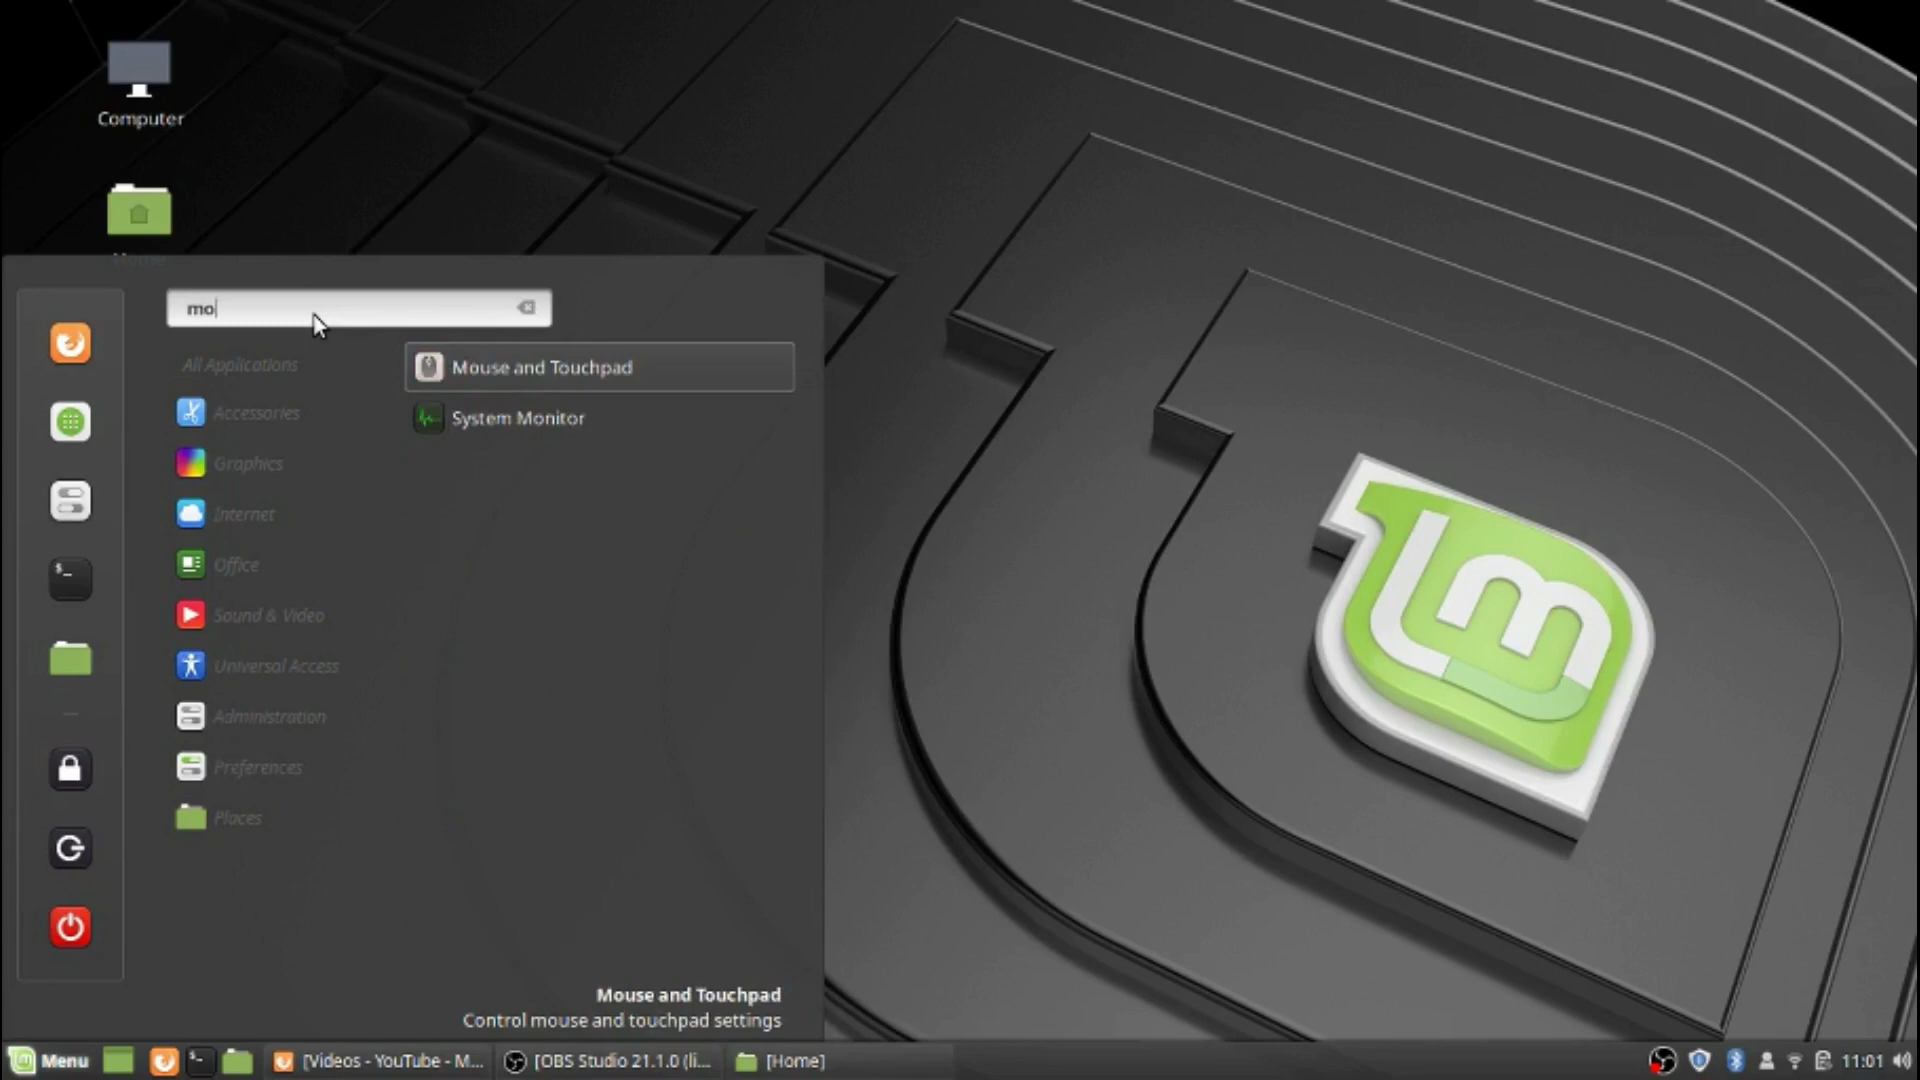 Computer
mo
All Applications
Mouse and Touchpad
Accessories
System Monitor
Graphics
Internet
Office
Sound & Video
Universal Access
Administration
Preferences
Places
Mouse and Touchpad
Control mouse and touchpad settings
Menu
[Videos - YouTube - M...
[OBS Studio 21.1.0 (li...
[Home]
11:01